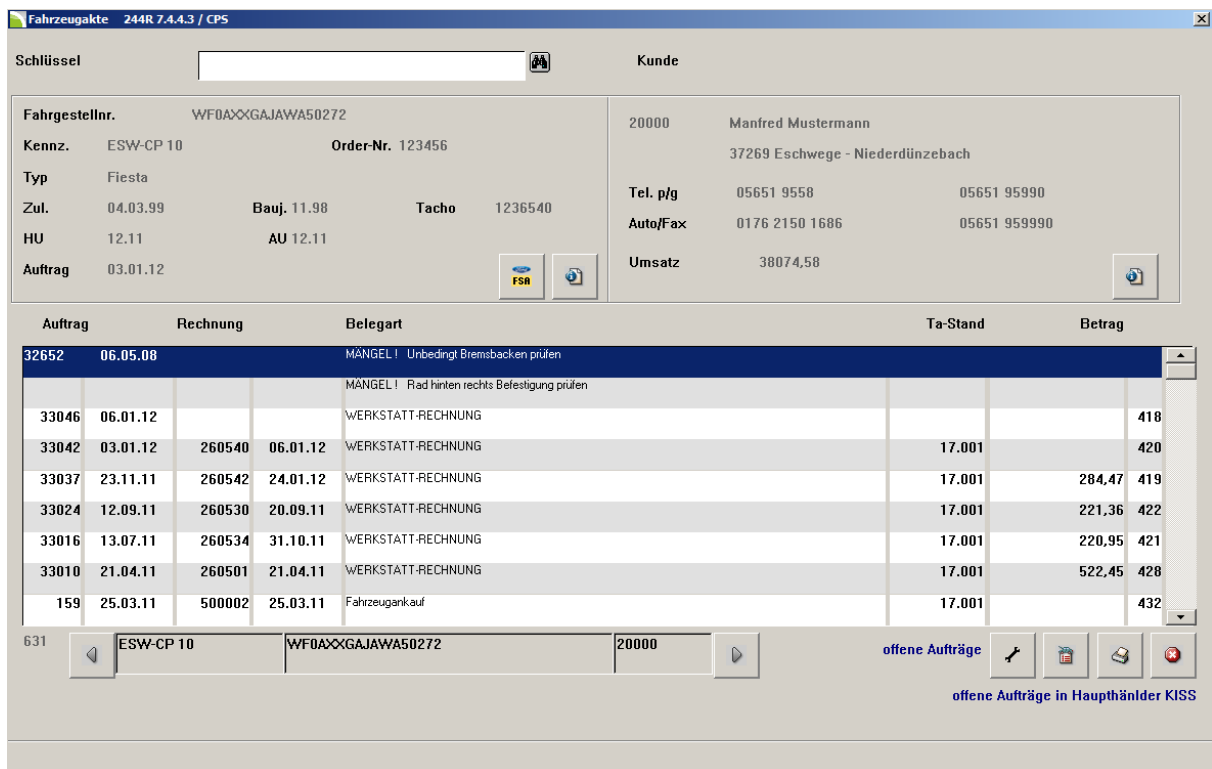 Fahrzeugakte 244R 7.4.4.3 / CPS
Schlüssel Kunde
Fahrgestellnr. WF0AXXGAJAWA50272
Kennz. ESW-CP 10 Order-Nr. 123456
Typ Fiesta
Zul. 04.03.99 Bauj. 11.98 Tacho 1236540
HU 12.11 AU 12.11
Auftrag 03.01.12 FSA
20000 Manfred Mustermann
37269 Eschwege - Niederdünzebach
Tel. p/g 05651 9558 05651 95990
Auto/Fax 0176 2150 1686 05651 959990
Umsatz 38074,58
Auftrag Rechnung Belegart Ta-Stand Betrag
32652 06.05.08 MÄNGEL ! Unbedingt Bremsbacken prüfen
MÄNGEL ! Rad hinten rechts Befestigung prüfen
33046 06.01.12 WERKSTATT-RECHNUNG 418
33042 03.01.12 260540 06.01.12 WERKSTATT-RECHNUNG 17.001 420
33037 23.11.11 260542 24.01.12 WERKSTATT-RECHNUNG 17.001 284,47 419
33024 12.09.11 260530 20.09.11 WERKSTATT-RECHNUNG 17.001 221,36 422
33016 13.07.11 260534 31.10.11 WERKSTATT-RECHNUNG 17.001 220,95 421
33010 21.04.11 260501 21.04.11 WERKSTATT-RECHNUNG 17.001 522,45 428
159 25.03.11 500002 25.03.11 Fahrzeugankauf 17.001 432
631 ESW-CP 10 WF0AXXGAJAWA50272 20000 offene Aufträge
offene Aufträge in Haupthänlder KISS